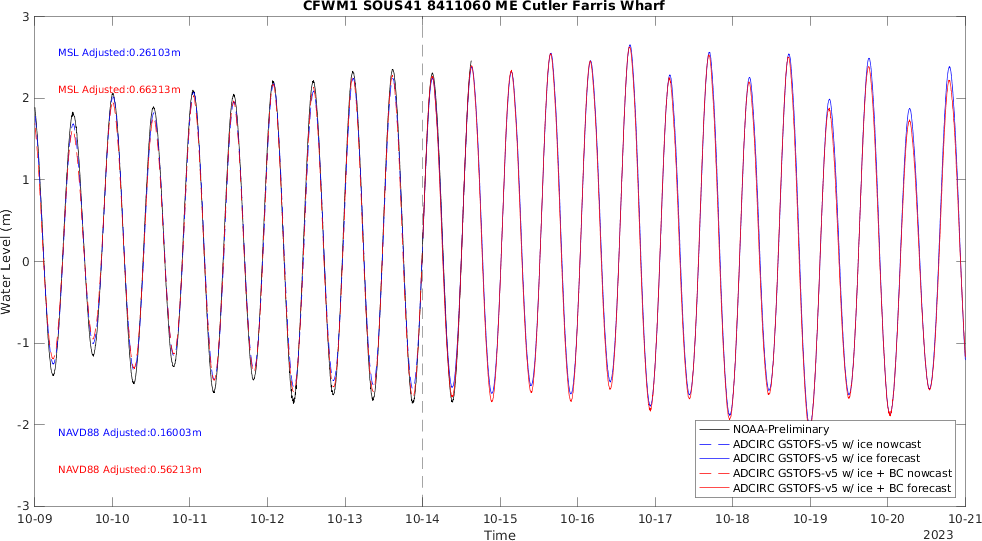 CFWM1 SOUS41 8411060 ME Cutler Farris Wharf
3
MSL Adjusted:0.26103m
MSL Adjusted:0.66313m
2
1
0
-1
-2
-3
Water Level (m)
NAVD88 Adjusted:0.16003m
NAVD88 Adjusted:0.56213m
NOAA-Preliminary
ADCIRC GSTOFS-v5 w/ ice nowcast
ADCIRC GSTOFS-v5 w/ ice forecast
ADCIRC GSTOFS-v5 w/ ice + BC nowcast
ADCIRC GSTOFS-v5 w/ ice + BC forecast
10-09 10-10 10-11 10-12 10-13 10-14 10-15 10-16 10-17 10-18 10-19 10-20 10-21
Time
2023